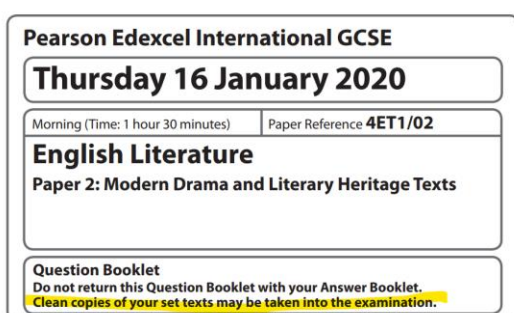 Pearson Edexcel International GCSE
Thursday 16 January 2020
Morning (Time: 1 hour 30 minutes)
Paper Reference 4ET1/02
English Literature
Paper 2: Modern Drama and Literary Heritage Texts
Question Booklet
Do not return this Question Booklet with your Answer Booklet.
Clean copies of your set texts may be taken into the examination.